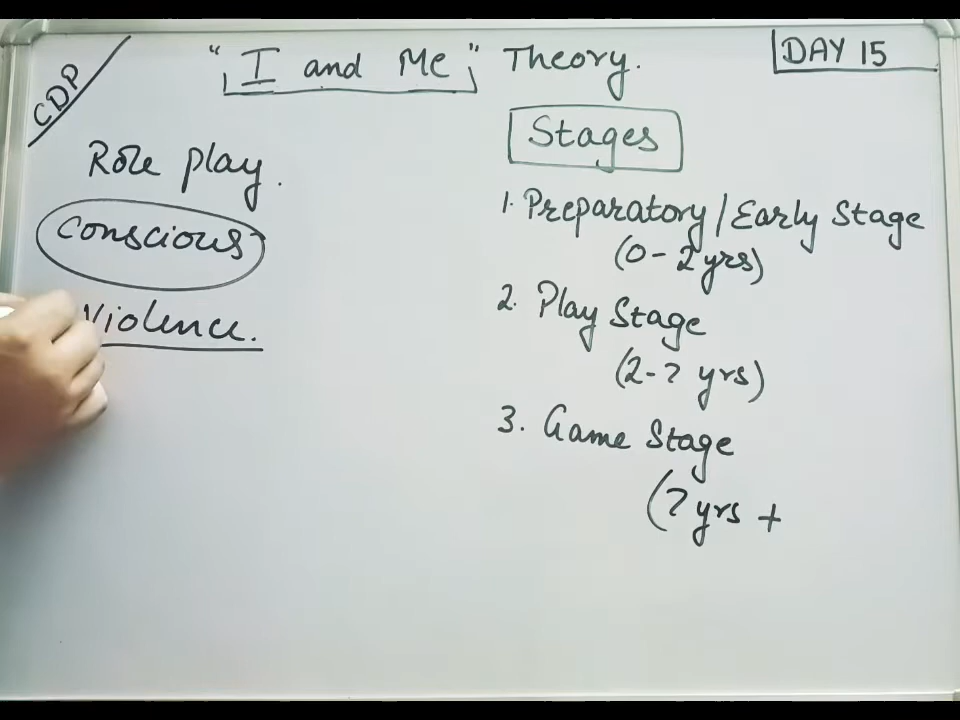 CDP
"I and Me" Theory.
DAY 15
Role play.
Conscious
Violence.
Stages
1. Preparatory/Early Stage
(0-2 yrs)
2. Play Stage
(2-7 yrs)
3. Game Stage
(7 yrs +